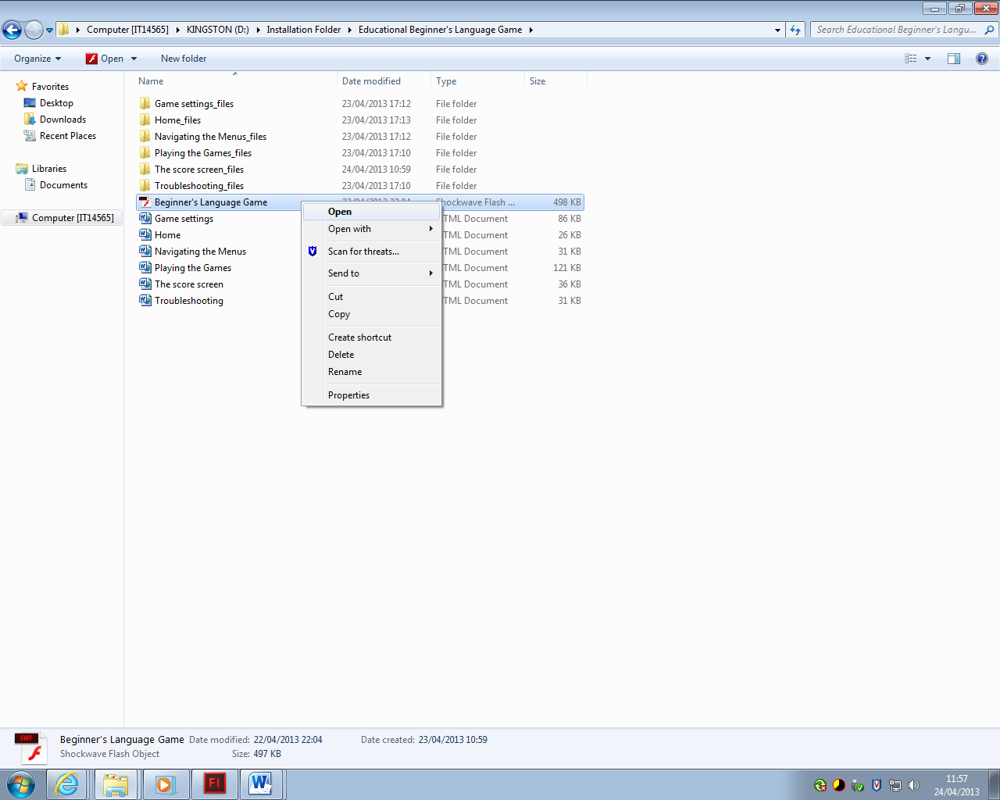 Computer [IT14565] KINGSTON (D:) Installation Folder Educational Beginner's Language Game Search Educational Beginner's Langu...
Organize Open New folder
Name Date modified Type Size
Favorites
Desktop
Downloads
Recent Places
Libraries
Documents
Computer [IT14565]
Game settings_files 23/04/2013 17:12 File folder
Home_files 23/04/2013 17:13 File folder
Navigating the Menus_files 23/04/2013 17:12 File folder
Playing the Games_files 23/04/2013 17:10 File folder
The score screen_files 24/04/2013 10:59 File folder
Troubleshooting_files 23/04/2013 17:10 File folder
Beginner's Language Game Shockwave Flash ... 498 KB
Game settings TML Document 86 KB
Home TML Document 26 KB
Navigating the Menus TML Document 31 KB
Playing the Games TML Document 121 KB
The score screen TML Document 36 KB
Troubleshooting TML Document 31 KB
Open
Open with
Scan for threats...
Send to
Cut
Copy
Create shortcut
Delete
Rename
Properties
SWF
Beginner's Language Game Date modified: 22/04/2013 22:04 Date created: 23/04/2013 10:59
Shockwave Flash Object Size: 497 KB
Fl
W
11:57
24/04/2013